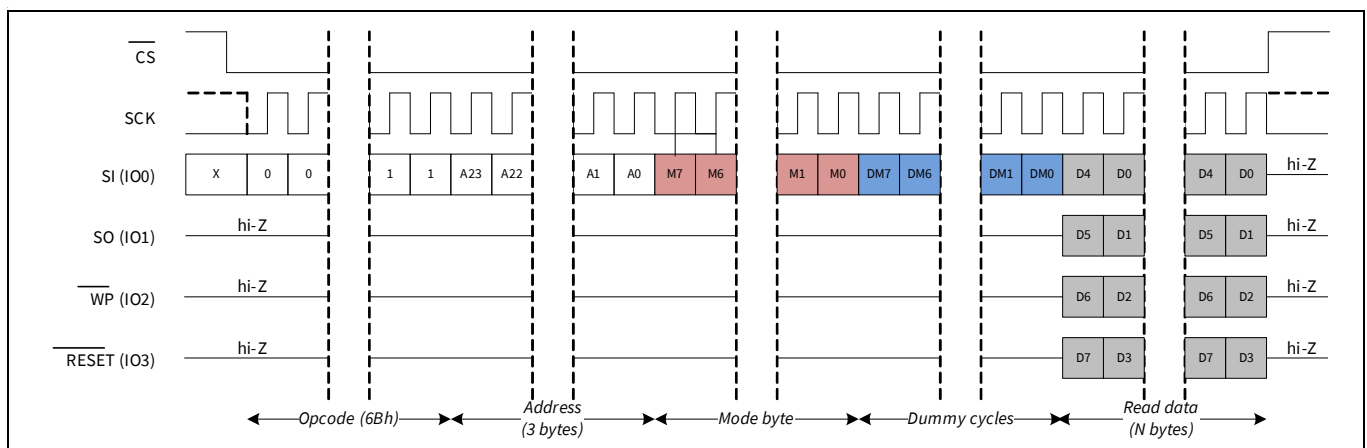 CS
SCK
SI (IO0) X 0 0 1 1 A23 A22 A1 A0 M7 M6 M1 M0 DM7 DM6 DM1 DM0 D4 D0 D4 D0 hi-Z
SO (IO1) hi-Z D5 D1 D5 D1 hi-Z
WP (IO2) hi-Z D6 D2 D6 D2 hi-Z
RESET (IO3) hi-Z D7 D3 D7 D3 hi-Z
Opcode (6Bh) Address (3 bytes) Mode byte Dummy cycles Read data (N bytes)